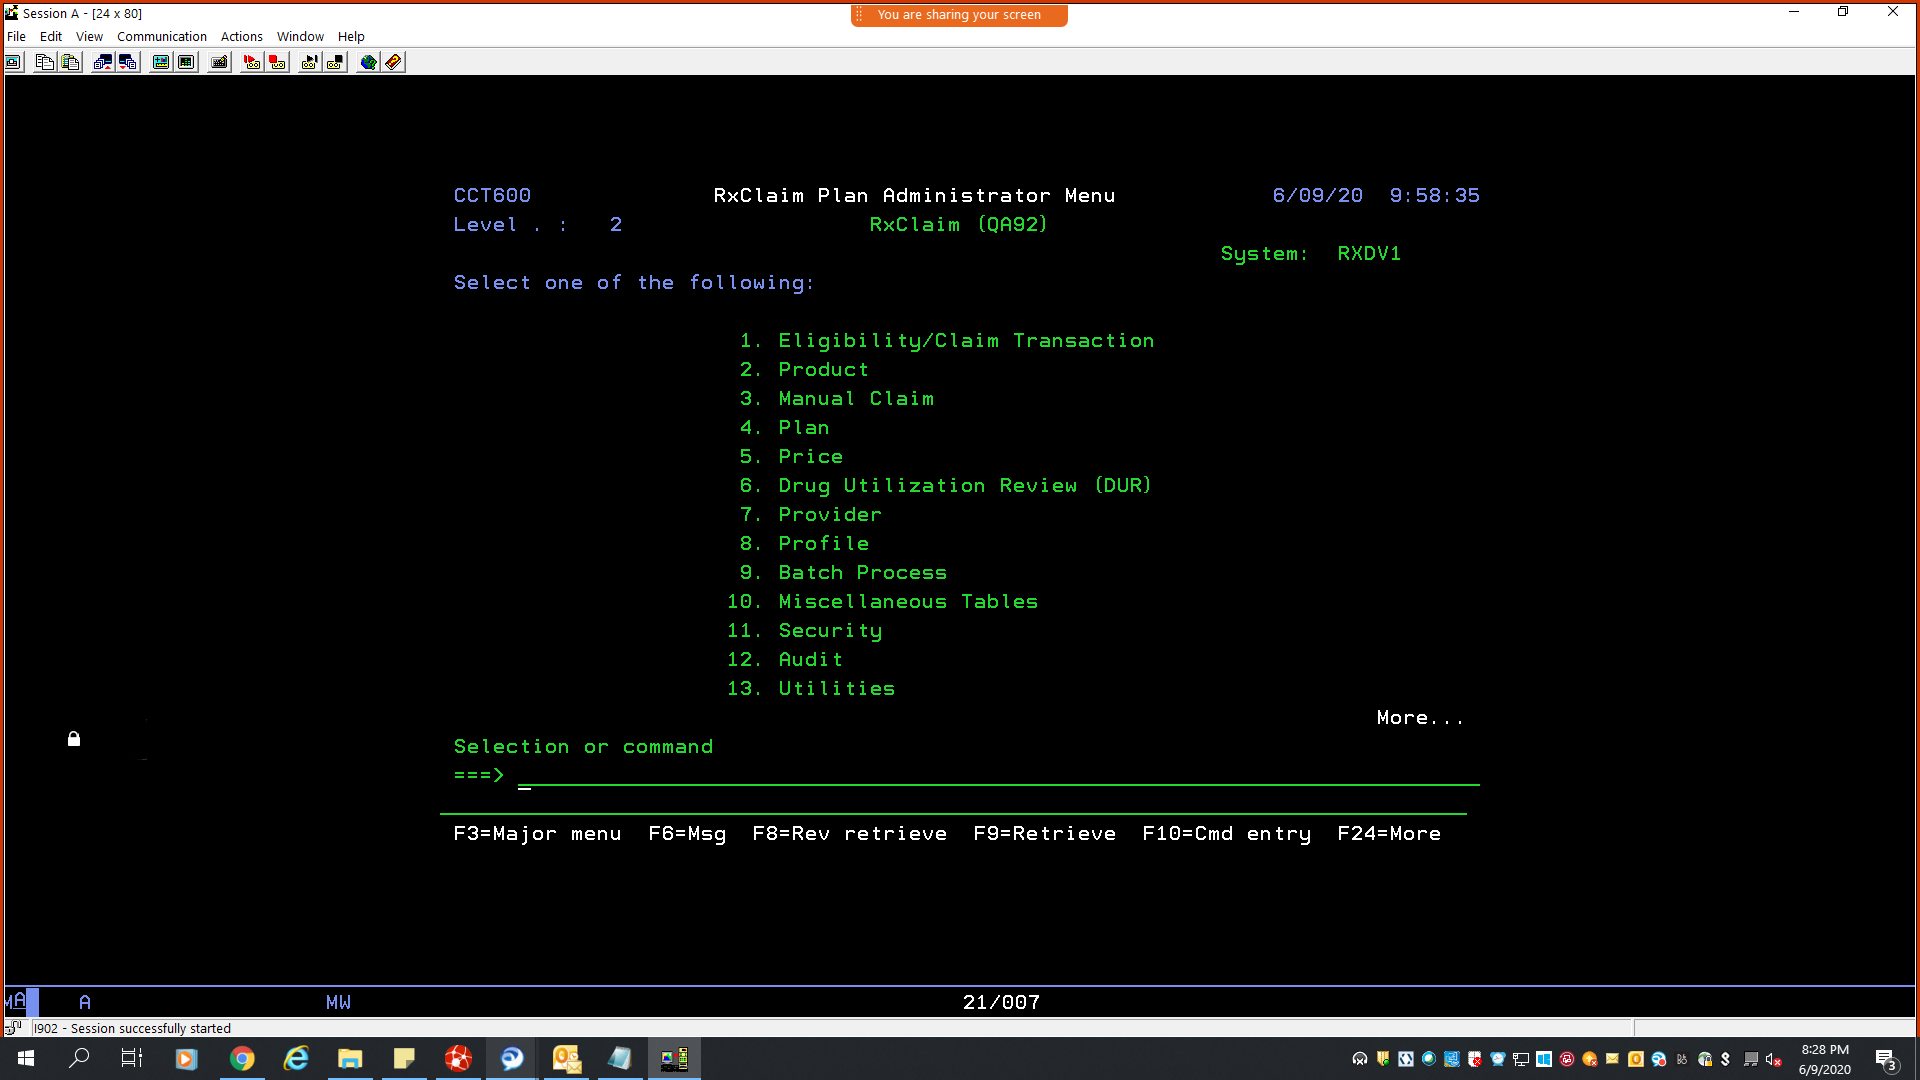 Session A - [24 x 80]
You are sharing your screen
File Edit View Communication Actions Window Help
CCT600 RxClaim Plan Administrator Menu 6/09/20 9:58:35
Level . : 2 RxClaim (QA92)
System: RXDV1
Select one of the following:
1. Eligibility/Claim Transaction
2. Product
3. Manual Claim
4. Plan
5. Price
6. Drug Utilization Review (DUR)
7. Provider
8. Profile
9. Batch Process
10. Miscellaneous Tables
11. Security
12. Audit
13. Utilities
More...
Selection or command
===>
F3=Major menu F6=Msg F8=Rev retrieve F9=Retrieve F10=Cmd entry F24=More
MA A MW 21/007
I902 - Session successfully started
8:28 PM
6/9/2020
3